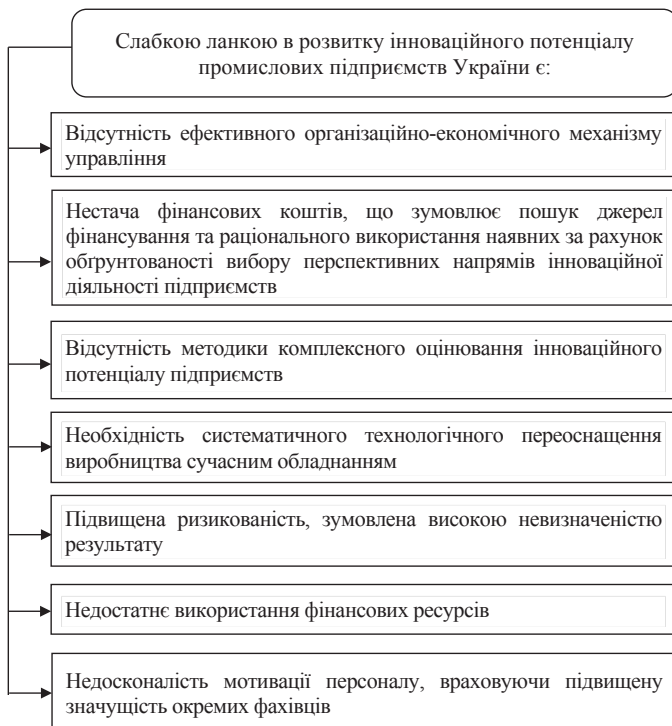 Слабкою ланкою в розвитку інноваційного потенціалу
промислових підприємств України є:
Відсутність ефективного організаційно-економічного механізму
управління
Нестача фінансових коштів, що зумовлює пошук джерел
фінансування та раціонального використання наявних за рахунок
обґрунтованості вибору перспективних напрямів інноваційної
діяльності підприємств
Відсутність методики комплексного оцінювання інноваційного
потенціалу підприємств
Необхідність систематичного технологічного переоснащення
виробництва сучасним обладнанням
Підвищена ризикованість, зумовлена високою невизначеністю
результату
Недостатнє використання фінансових ресурсів
Недосконалість мотивації персоналу, враховуючи підвищену
значущість окремих фахівців